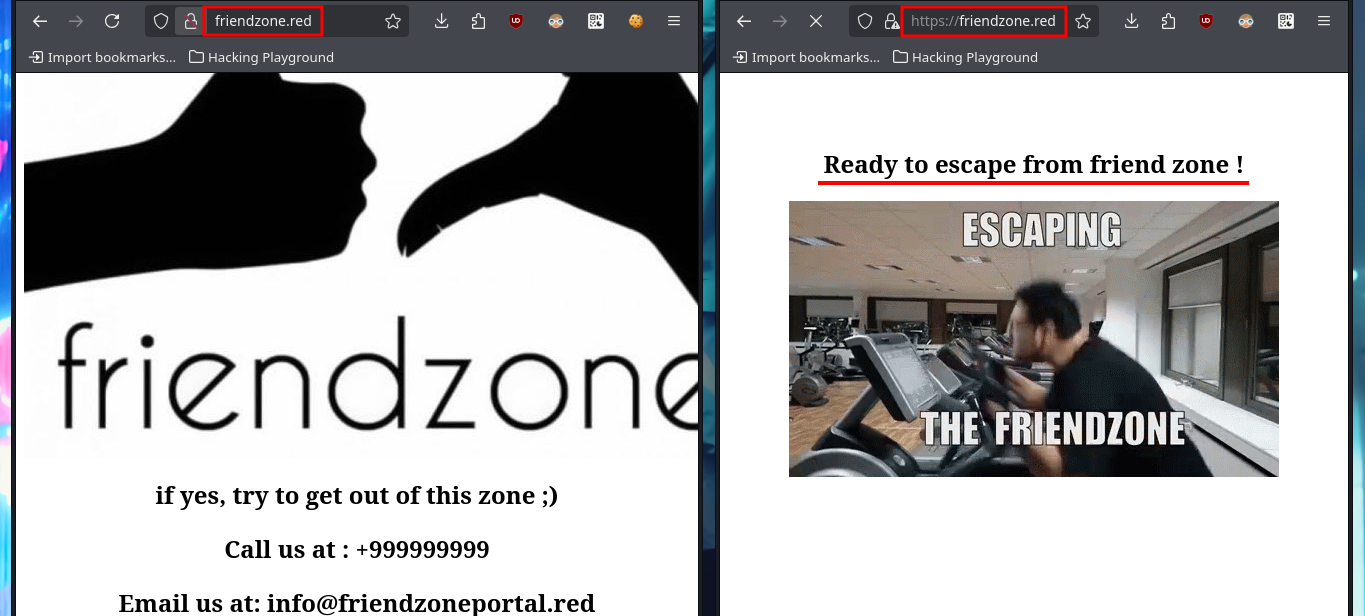 friendzone.red
Import bookmarks...
Hacking Playground
friendzone
if yes, try to get out of this zone ;)
Call us at : +999999999
Email us at: info@friendzoneportal.red
https://friendzone.red
Import bookmarks...
Hacking Playground
Ready to escape from friend zone !
ESCAPING
THE FRIENDZONE